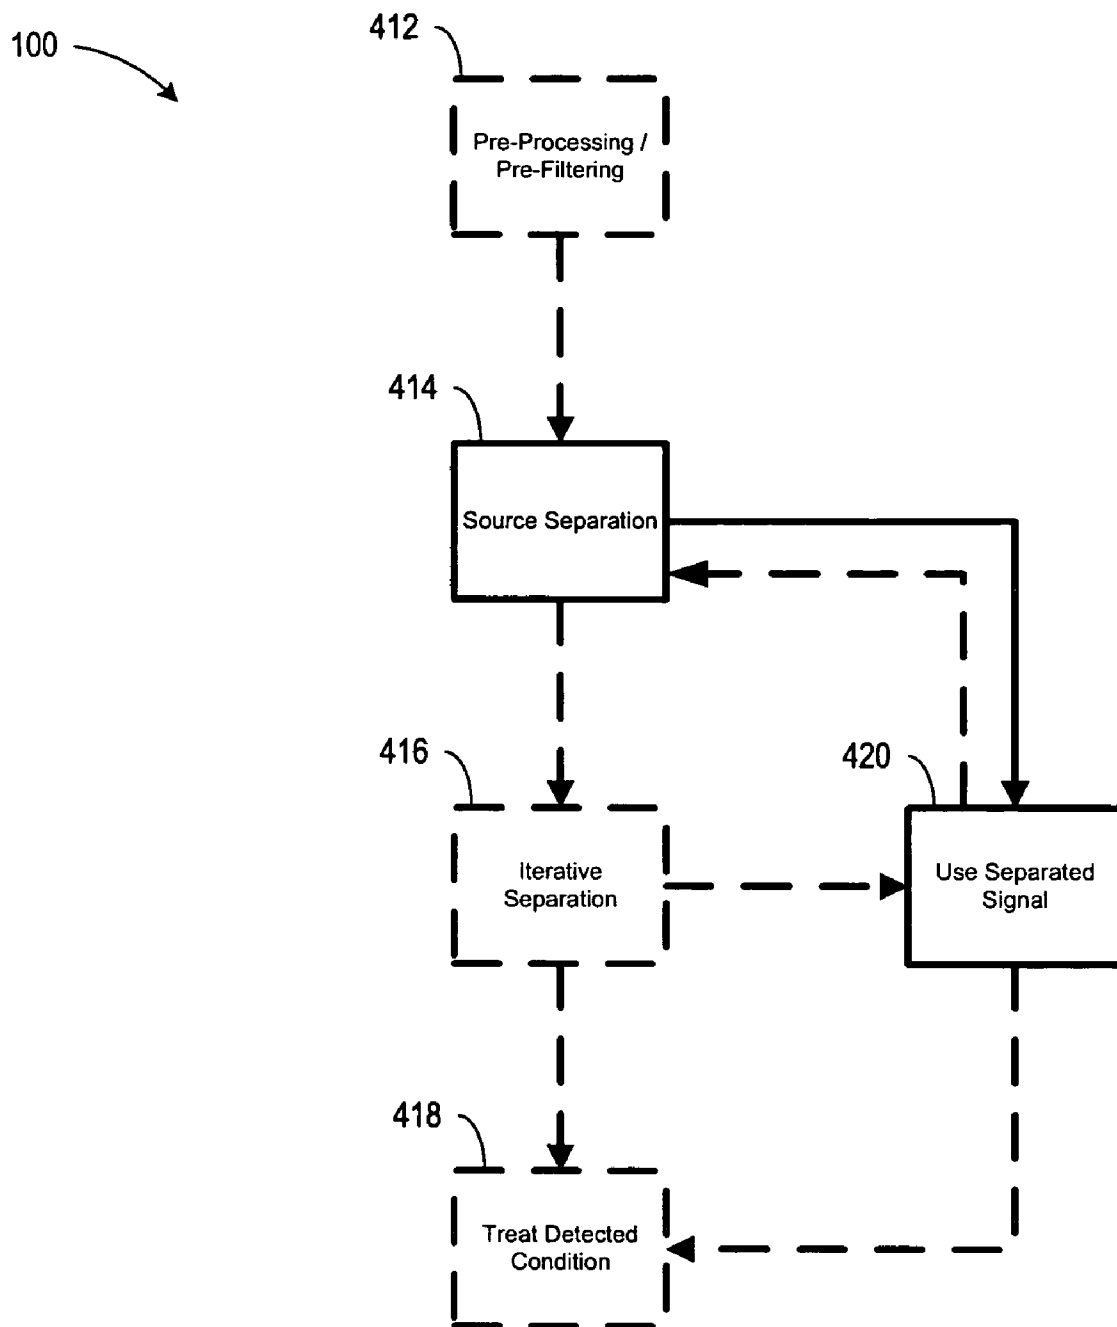 100
412
Pre-Processing /
Pre-Filtering
414
Source Separation
416
Iterative
Separation
420
Use Separated
Signal
418
Treat Detected
Condition